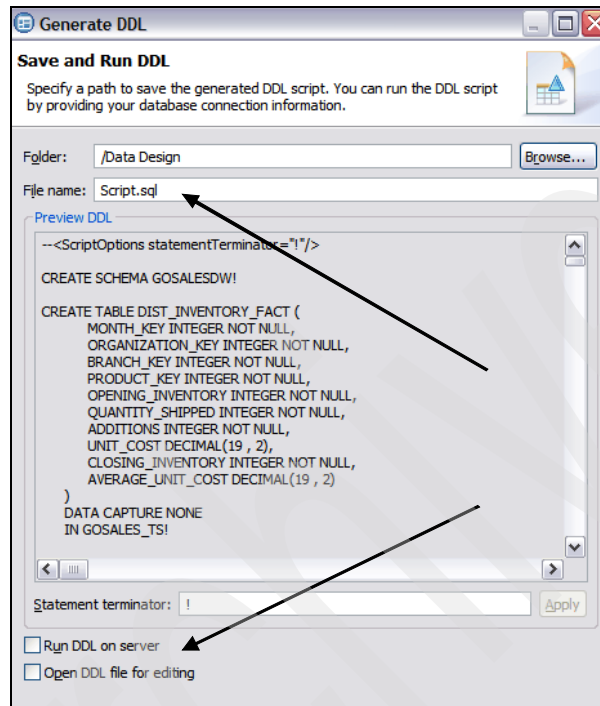 Generate DDL
Save and Run DDL
Specify a path to save the generated DDL script. You can run the DDL script
by providing your database connection information.
Folder: /Data Design Browse...
File name: Script.sql
Preview DDL
--<ScriptOptions statementTerminator="!"/>
CREATE SCHEMA GOSALESDW!
CREATE TABLE DIST_INVENTORY_FACT (
MONTH_KEY INTEGER NOT NULL,
ORGANIZATION_KEY INTEGER NOT NULL,
BRANCH_KEY INTEGER NOT NULL,
PRODUCT_KEY INTEGER NOT NULL,
OPENING_INVENTORY INTEGER NOT NULL,
QUANTITY_SHIPPED INTEGER NOT NULL,
ADDITIONS INTEGER NOT NULL,
UNIT_COST DECIMAL(19 , 2),
CLOSING_INVENTORY INTEGER NOT NULL,
AVERAGE_UNIT_COST DECIMAL(19 , 2)
)
DATA CAPTURE NONE
IN GOSALES_TS!
Statement terminator: ! Apply
Run DDL on server
Open DDL file for editing